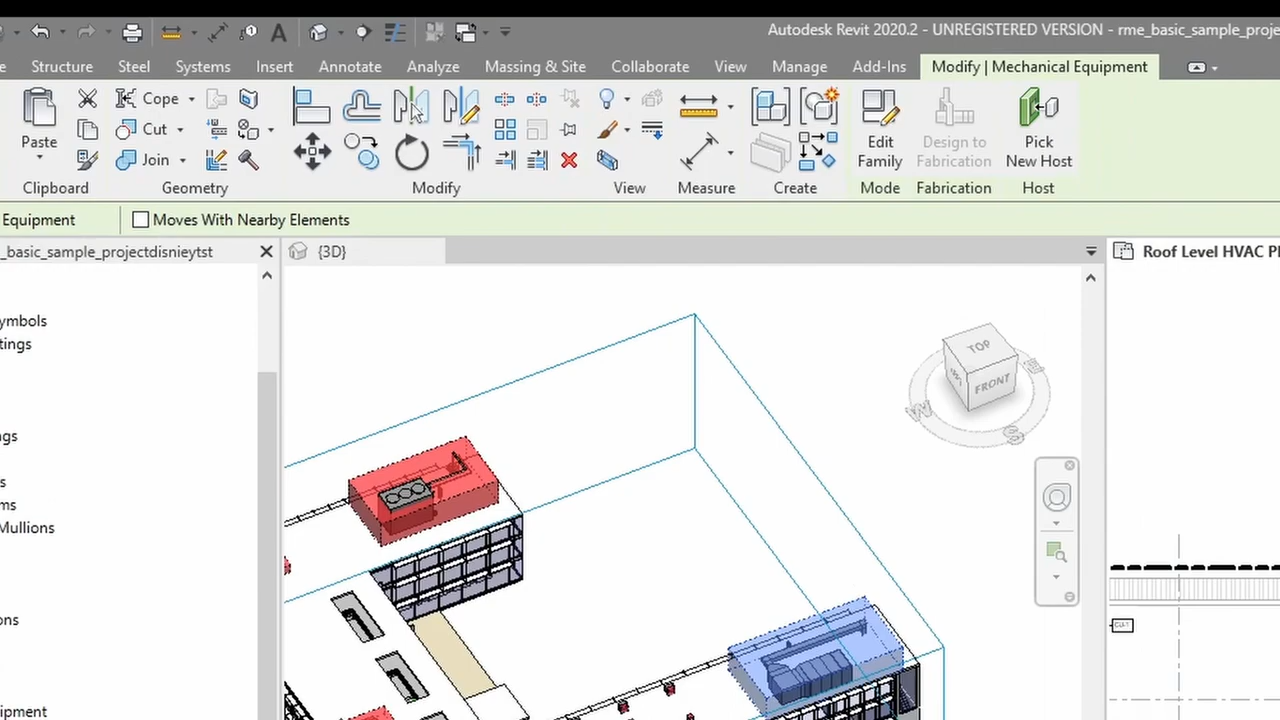 Autodesk Revit 2020.2 - UNREGISTERED VERSION - rme_basic_sample_proje
e Structure Steel Systems Insert Annotate Analyze Massing & Site Collaborate View Manage Add-Ins Modify | Mechanical Equipment
Cope
Cut
Paste
Join
Edit
Family
Design to
Fabrication
Pick
New Host
Clipboard Geometry Modify View Measure Create Mode Fabrication Host
Equipment Moves With Nearby Elements
_basic_sample_projectdisnieytst {3D} Roof Level HVAC Pl
ymbols
tings
TOP
FRONT
W
S
gs
s
ms
Mullions
ons
ipment